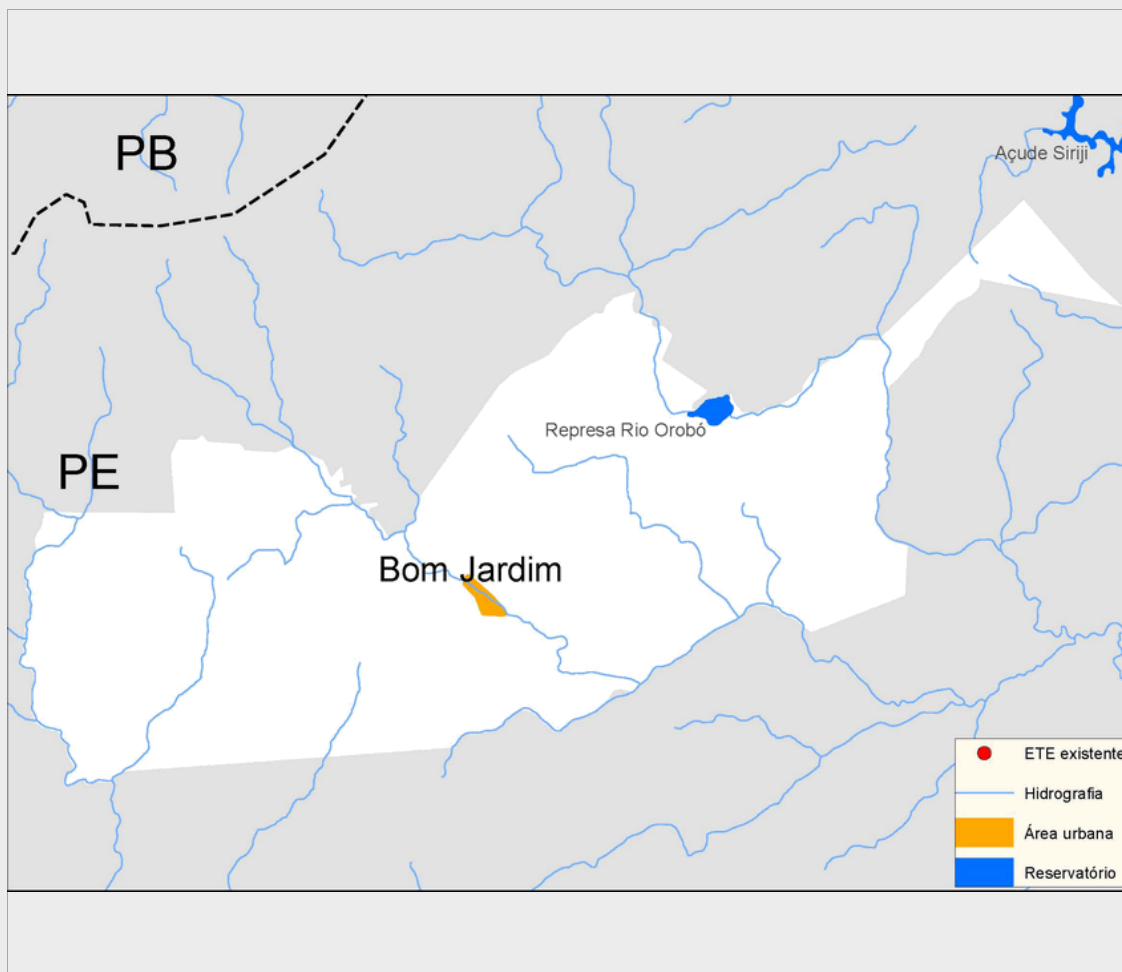 PB
Açude Siriji
Represa Rio Orobó
PE
Bom Jardim
ETE existente
Hidrografia
Área urbana
Reservatório